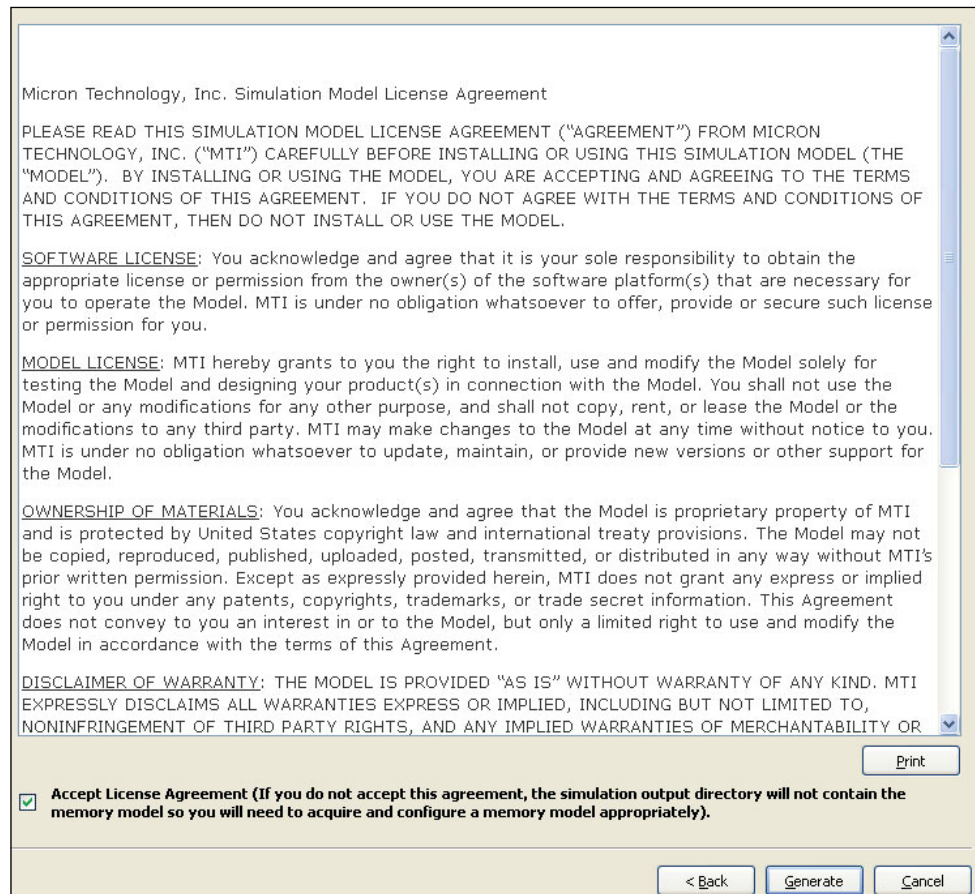 Micron Technology, Inc. Simulation Model License Agreement
PLEASE READ THIS SIMULATION MODEL LICENSE AGREEMENT (“AGREEMENT”) FROM MICRON
TECHNOLOGY, INC. (“MTI”) CAREFULLY BEFORE INSTALLING OR USING THIS SIMULATION MODEL (THE
“MODEL”).  BY INSTALLING OR USING THE MODEL, YOU ARE ACCEPTING AND AGREEING TO THE TERMS
AND CONDITIONS OF THIS AGREEMENT.  IF YOU DO NOT AGREE WITH THE TERMS AND CONDITIONS OF
THIS AGREEMENT, THEN DO NOT INSTALL OR USE THE MODEL.
SOFTWARE LICENSE: You acknowledge and agree that it is your sole responsibility to obtain the
appropriate license or permission from the owner(s) of the software platform(s) that are necessary for
you to operate the Model. MTI is under no obligation whatsoever to offer, provide or secure such license
or permission for you.
MODEL LICENSE: MTI hereby grants to you the right to install, use and modify the Model solely for
testing the Model and designing your product(s) in connection with the Model. You shall not use the
Model or any modifications for any other purpose, and shall not copy, rent, or lease the Model or the
modifications to any third party. MTI may make changes to the Model at any time without notice to you.
MTI is under no obligation whatsoever to update, maintain, or provide new versions or other support for
the Model.
OWNERSHIP OF MATERIALS: You acknowledge and agree that the Model is proprietary property of MTI
and is protected by United States copyright law and international treaty provisions. The Model may not
be copied, reproduced, published, uploaded, posted, transmitted, or distributed in any way without MTI’s
prior written permission. Except as expressly provided herein, MTI does not grant any express or implied
right to you under any patents, copyrights, trademarks, or trade secret information. This Agreement
does not convey to you an interest in or to the Model, but only a limited right to use and modify the
Model in accordance with the terms of this Agreement.
DISCLAIMER OF WARRANTY: THE MODEL IS PROVIDED “AS IS” WITHOUT WARRANTY OF ANY KIND. MTI
EXPRESSLY DISCLAIMS ALL WARRANTIES EXPRESS OR IMPLIED, INCLUDING BUT NOT LIMITED TO,
NONINFRINGEMENT OF THIRD PARTY RIGHTS, AND ANY IMPLIED WARRANTIES OF MERCHANTABILITY OR
Print
Accept License Agreement (If you do not accept this agreement, the simulation output directory will not contain the
memory model so you will need to acquire and configure a memory model appropriately).
< Back
Generate
Cancel